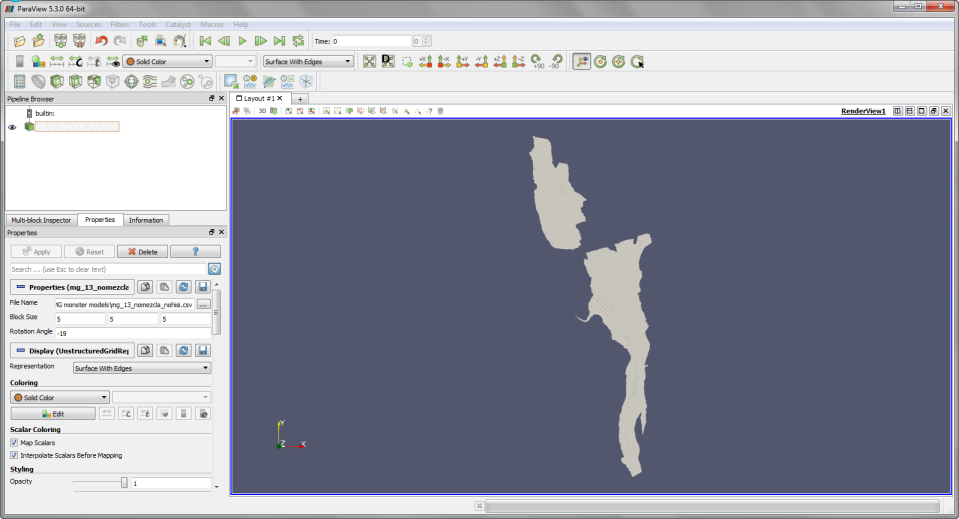 ParaView 5.3.0 64-bit
File Edit View Sources Filters Tools Catalyst Macros Help
Time: 0 0
Solid Color Surface With Edges +X -X +Y -Y +Z -Z +90 -90
Pipeline Browser
builtin:
Layout #1 X +
3D RenderView1
Multi-block Inspector Properties Information
Properties
Apply Reset Delete ?
Search ... (use Esc to clear text)
Properties (mg_13_nomezcla
File Name monster models\mg_13_nomezcla_nohisi.csv ...
Block Size 5 5 5
Rotation Angle -19
Display (UnstructuredGridRep
Representation Surface With Edges
Coloring
Solid Color
Edit
Scalar Coloring
Map Scalars
Interpolate Scalars Before Mapping
Styling
Opacity 1
Y
Z X